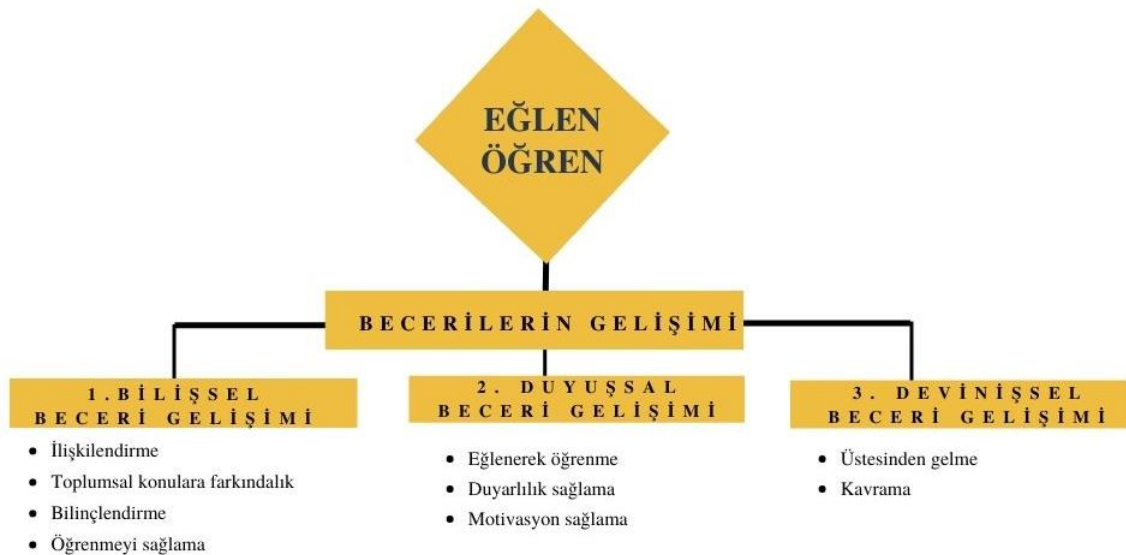 EĞLEN
ÖĞREN
BECERİLERİN GELİŞİMİ
1.BİLİŞSEL
BECERİ GELİŞİMİ
İlişkilendirme
Toplumsal konulara farkındalık
Bilinçlendirme
Öğrenmeyi sağlama
2. DUYUŞSAL
BECERİ GELİŞİMİ
Eğlenerek öğrenme
Duyarlılık sağlama
Motivasyon sağlama
3. DEVİNİŞSEL
BECERİ GELİŞİMİ
Üstesinden gelme
Kavrama